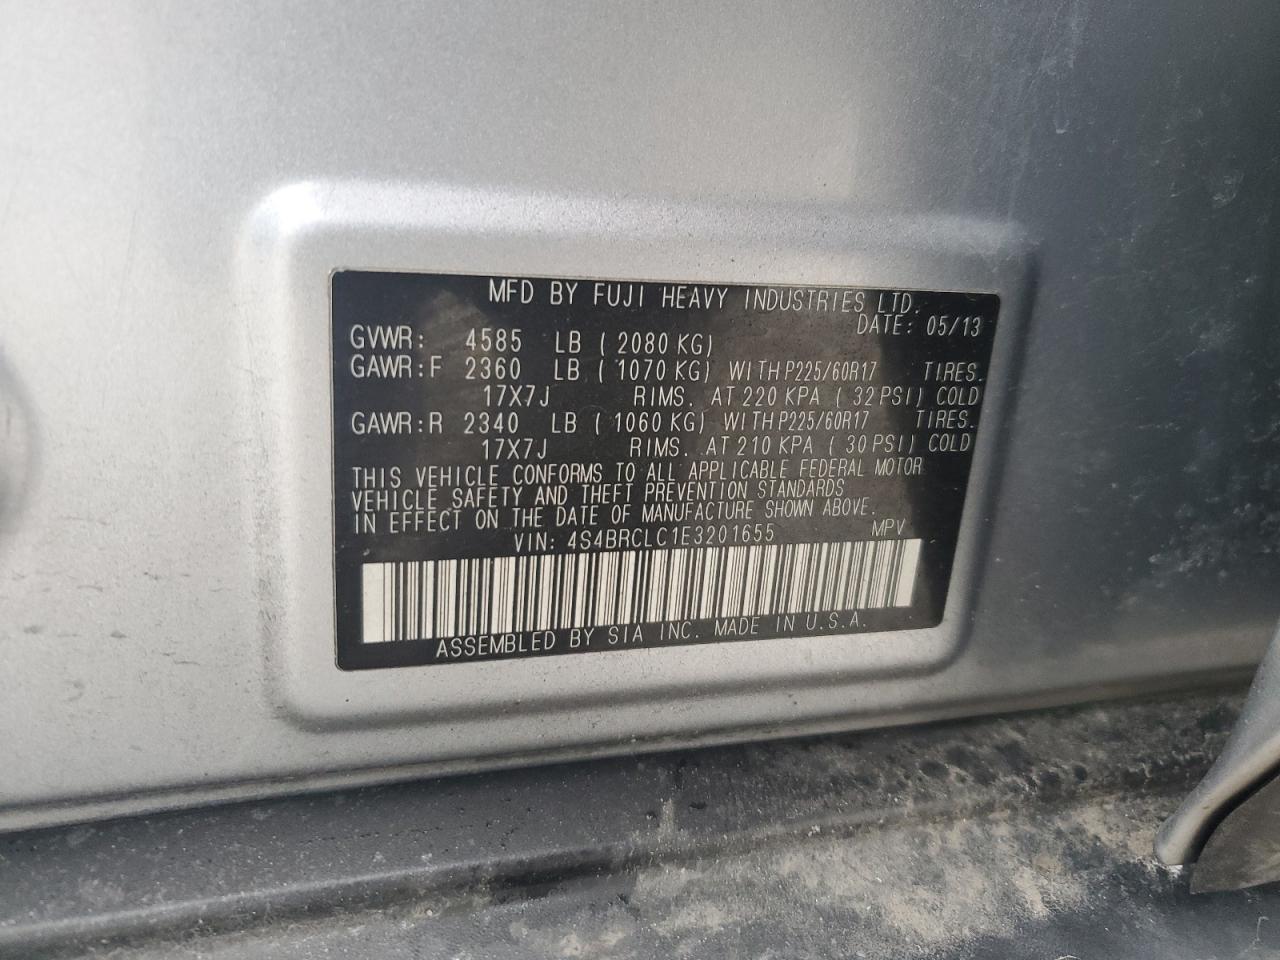 MFD BY FUJI HEAVY INDUSTRIES LTD.
DATE: 05/13
GVWR: 4585 LB ( 2080 KG)
GAWR:F 2360 LB ( 1070 KG) WITH P225/60R17 TIRES.
17X7J RIMS. AT 220 KPA ( 32 PSI) COLD
GAWR:R 2340 LB ( 1060 KG) WITH P225/60R17 TIRES.
17X7J RIMS. AT 210 KPA ( 30 PSI) COLD
THIS VEHICLE CONFORMS TO ALL APPLICABLE FEDERAL MOTOR
VEHICLE SAFETY AND THEFT PREVENTION STANDARDS
IN EFFECT ON THE DATE OF MANUFACTURE SHOWN ABOVE.
VIN: 4S4BRCLC1E3201655 MPV
ASSEMBLED BY SIA INC. MADE IN U.S.A.